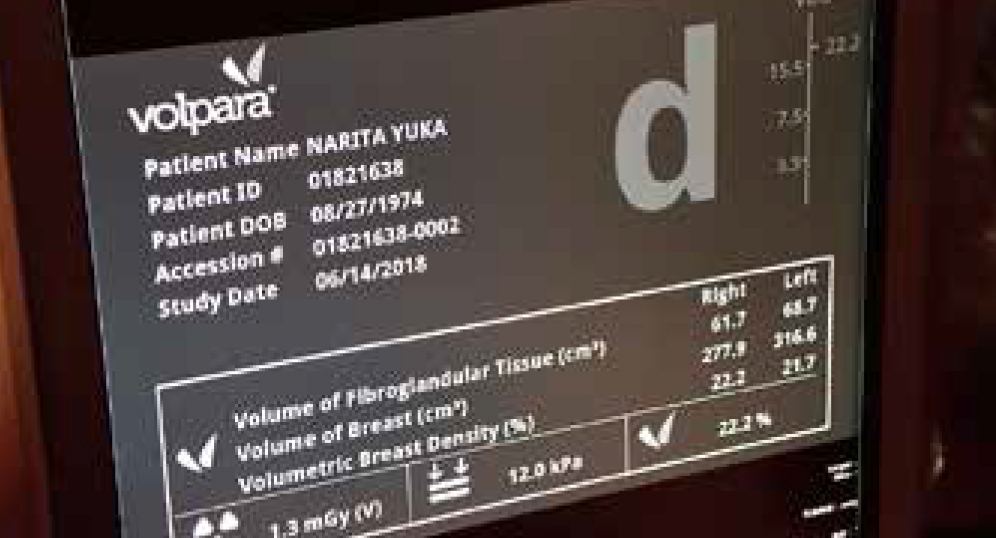 volpara
d
22.2
15.5
7.5
3.5
Patient Name NARITA YUKA
Patient ID 01821638
Patient DOB 08/27/1974
Accession # 01821638-0002
Study Date 06/14/2018
Right Left
Volume of Fibroglandular Tissue (cm³) 61.7 68.7
Volume of Breast (cm³) 277.9 316.6
Volumetric Breast Density (%) 22.2 21.7
1.3 mGy (V) 12.0 kPa 22.2 %